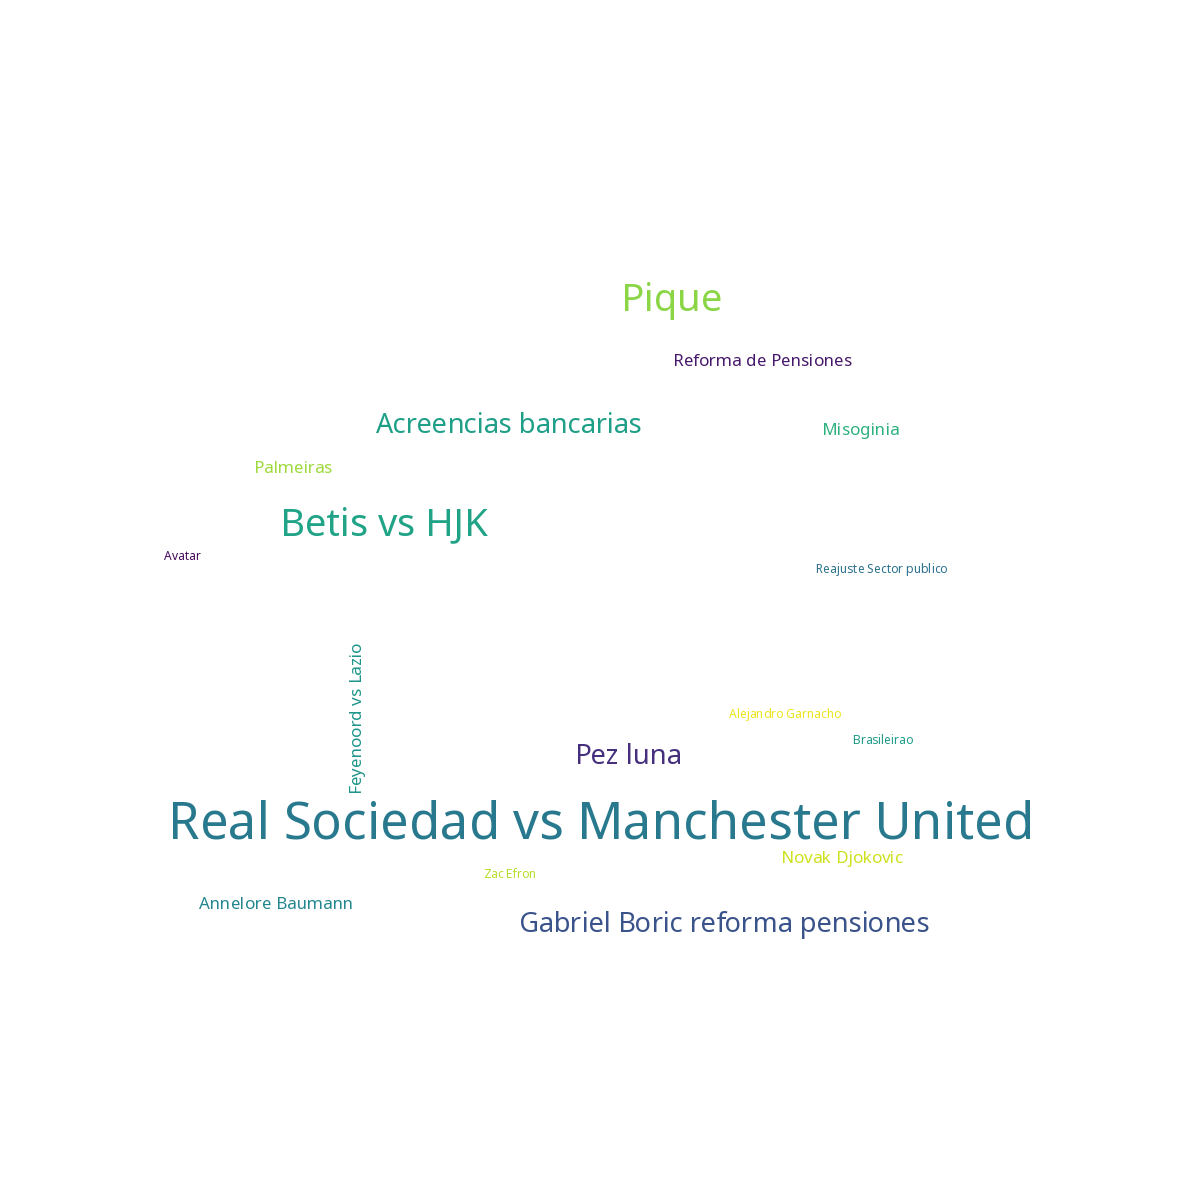 Pique
Reforma de Pensiones
Acreencias bancarias
Misoginia
Palmeiras
Betis vs HJK
Avatar
Reajuste Sector publico
Feyenoord vs Lazio
Alejandro Garnacho
Brasileirao
Pez luna
Real Sociedad vs Manchester United
Novak Djokovic
Zac Efron
Annelore Baumann
Gabriel Boric reforma pensiones